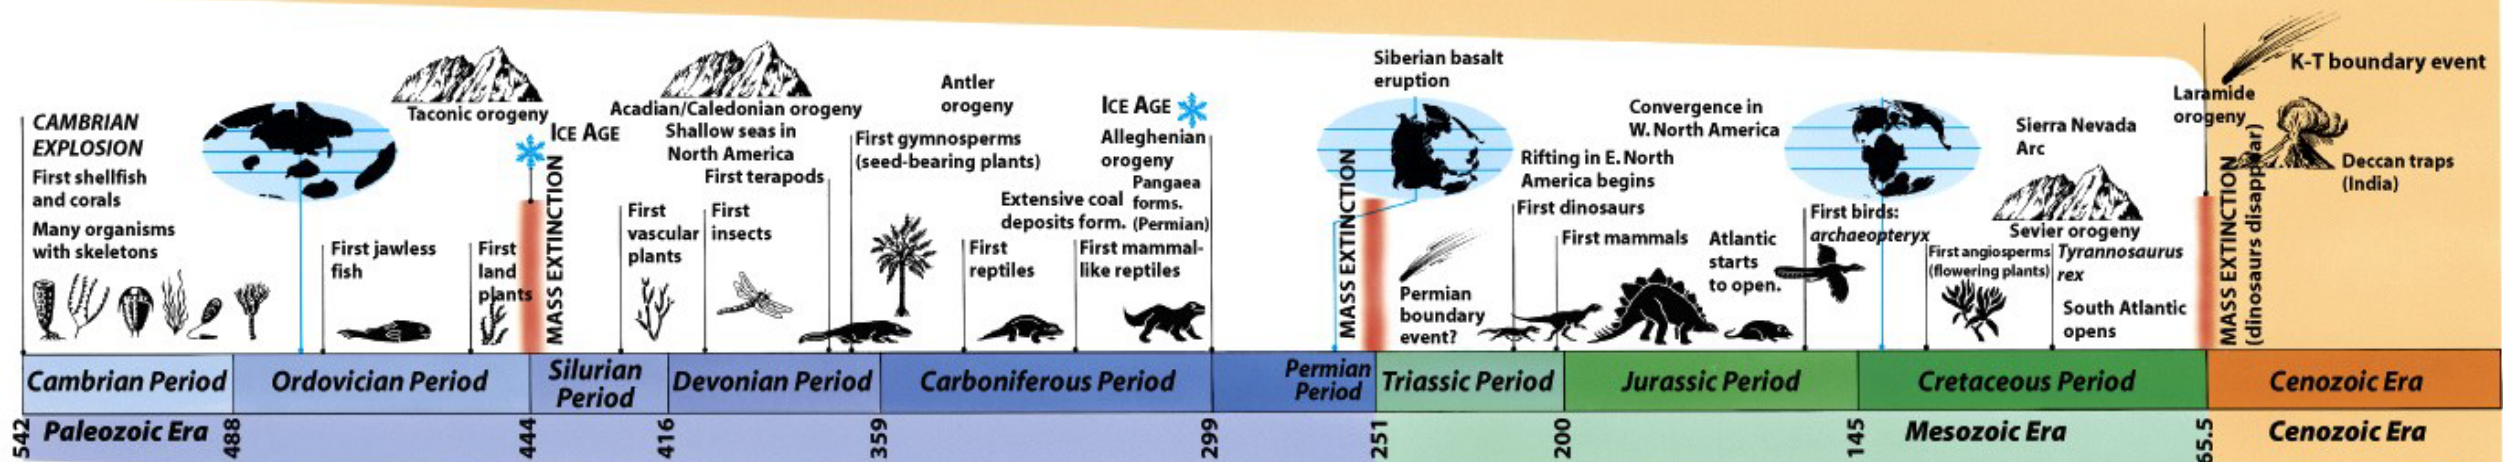 CAMBRIAN
EXPLOSION
First shellfish
and corals
Many organisms
with skeletons
First jawless
fish
Taconic orogeny
First
land
plants
ICE AGE
MASS EXTINCTION
Acadian/Caledonian orogeny
Shallow seas in
North America
First terapods
First
vascular
plants
First
insects
Antler
orogeny
First gymnosperms
(seed-bearing plants)
Extensive coal
deposits form.
First
reptiles
ICE AGE
Alleghenian
orogeny
Pangaea
forms.
(Permian)
First mammal-
like reptiles
MASS EXTINCTION
Siberian basalt
eruption
Permian
boundary
event?
Convergence in
W. North America
Rifting in E. North
America begins
First dinosaurs
First mammals
Atlantic
starts
to open.
First birds:
archaeopteryx
First angiosperms
(flowering plants)
Sierra Nevada
Arc
Sevier orogeny
Tyrannosaurus
rex
South Atlantic
opens
Laramide
orogeny
MASS EXTINCTION
(dinosaurs disappear)
K-T boundary event
Deccan traps
(India)
Cambrian Period
Ordovician Period
Silurian
Period
Devonian Period
Carboniferous Period
Permian
Period
Triassic Period
Jurassic Period
Cretaceous Period
Cenozoic Era
542
Paleozoic Era
488
444
416
359
299
251
200
145
Mesozoic Era
65.5
Cenozoic Era